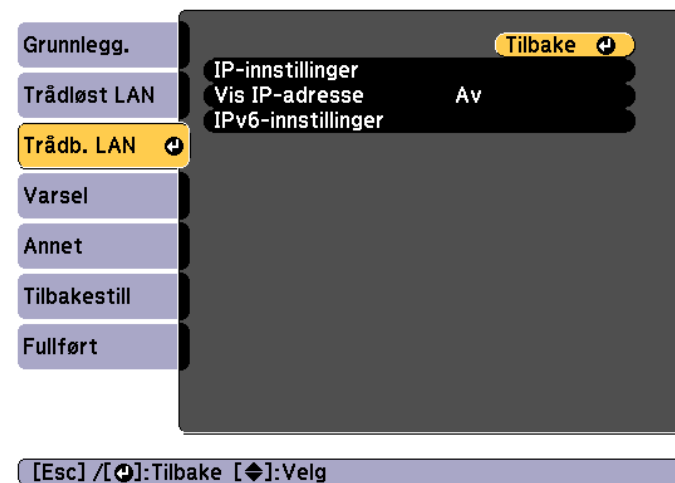 Grunnlegg.
Trådløst LAN
Trådb. LAN
Varsel
Annet
Tilbakestill
Fullført
Tilbake
IP-innstillinger
Vis IP-adresse Av
IPv6-innstillinger
[Esc] /[⏎]:Tilbake [◆]:Velg